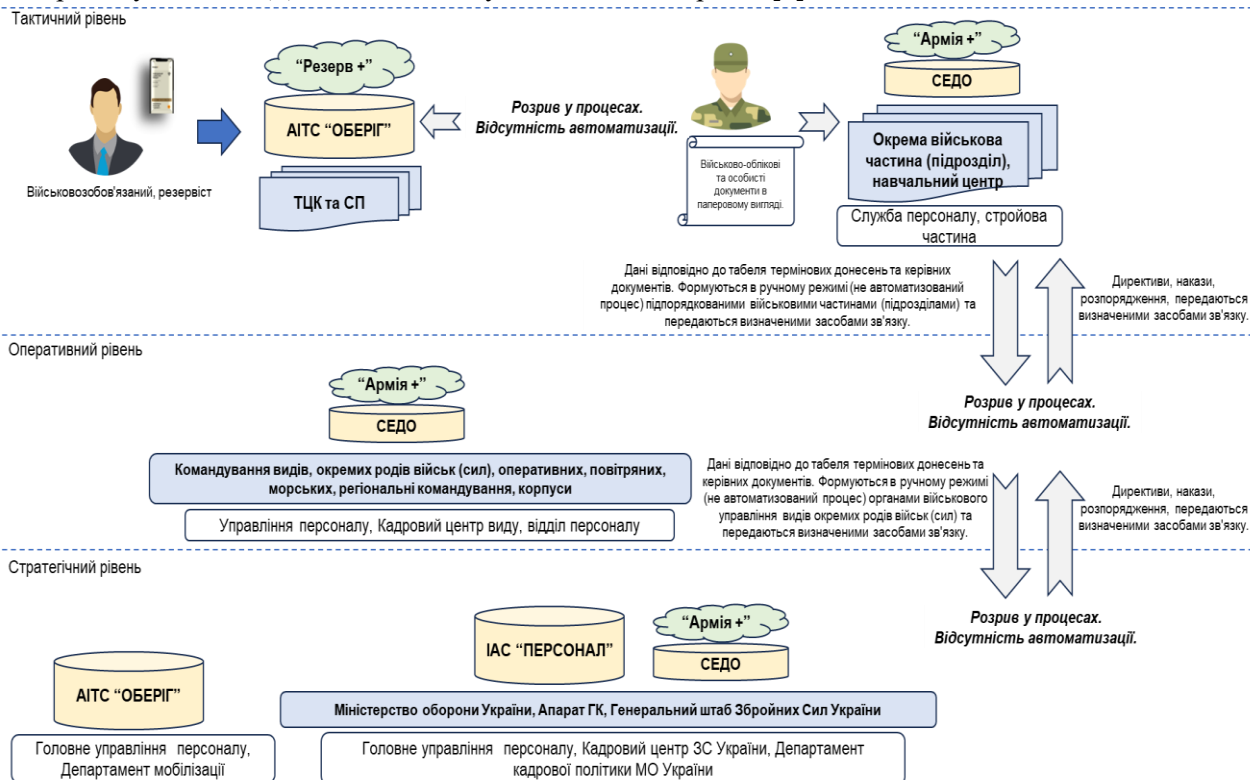 Тактичний рівень
“Резерв +”
АІТС “ОБЕРІГ”
ТЦК та СП
Військовозобов'язаний, резервіст
Розрив у процесах.
Відсутність автоматизації.
Військово-облікові
та особисті
документи в
паперовому вигляді.
“Армія +”
СЕДО
Окрема військова
частина (підрозділ),
навчальний центр
Служба персоналу, стройова
частина
Дані відповідно до табеля термінових донесень та керівних
документів. Формуються в ручному режимі (не автоматизований
процес) підпорядкованими військовими частинами (підрозділами) та
передаються визначеними засобами зв'язку.
Директиви, накази,
розпорядження, передаються
визначеними засобами зв'язку.
Оперативний рівень
Розрив у процесах.
Відсутність автоматизації.
“Армія +”
СЕДО
Командування видів, окремих родів військ (сил), оперативних, повітряних,
морських, регіональні командування, корпуси
Управління персоналу, Кадровий центр виду, відділ персоналу
Дані відповідно до табеля термінових донесень та
керівних документів. Формуються в ручному режимі
(не автоматизований процес) органами військового
управління видів окремих родів військ (сил) та
передаються визначеними засобами зв'язку.
Директиви, накази,
розпорядження, передаються
визначеними засобами зв'язку.
Стратегічний рівень
Розрив у процесах.
Відсутність автоматизації.
АІТС “ОБЕРІГ”
Головне управління персоналу,
Департамент мобілізації
ІАС “ПЕРСОНАЛ”
“Армія +”
СЕДО
Міністерство оборони України, Апарат ГК, Генеральний штаб Збройних Сил України
Головне управління персоналу, Кадровий центр ЗС України, Департамент
кадрової політики МО України